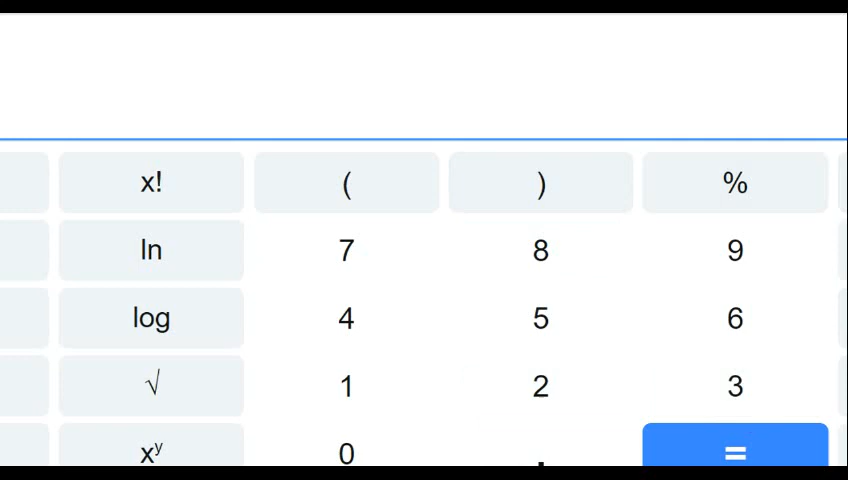 x! ( ) %
ln 7 8 9
log 4 5 6
√ 1 2 3
xʸ 0 . =